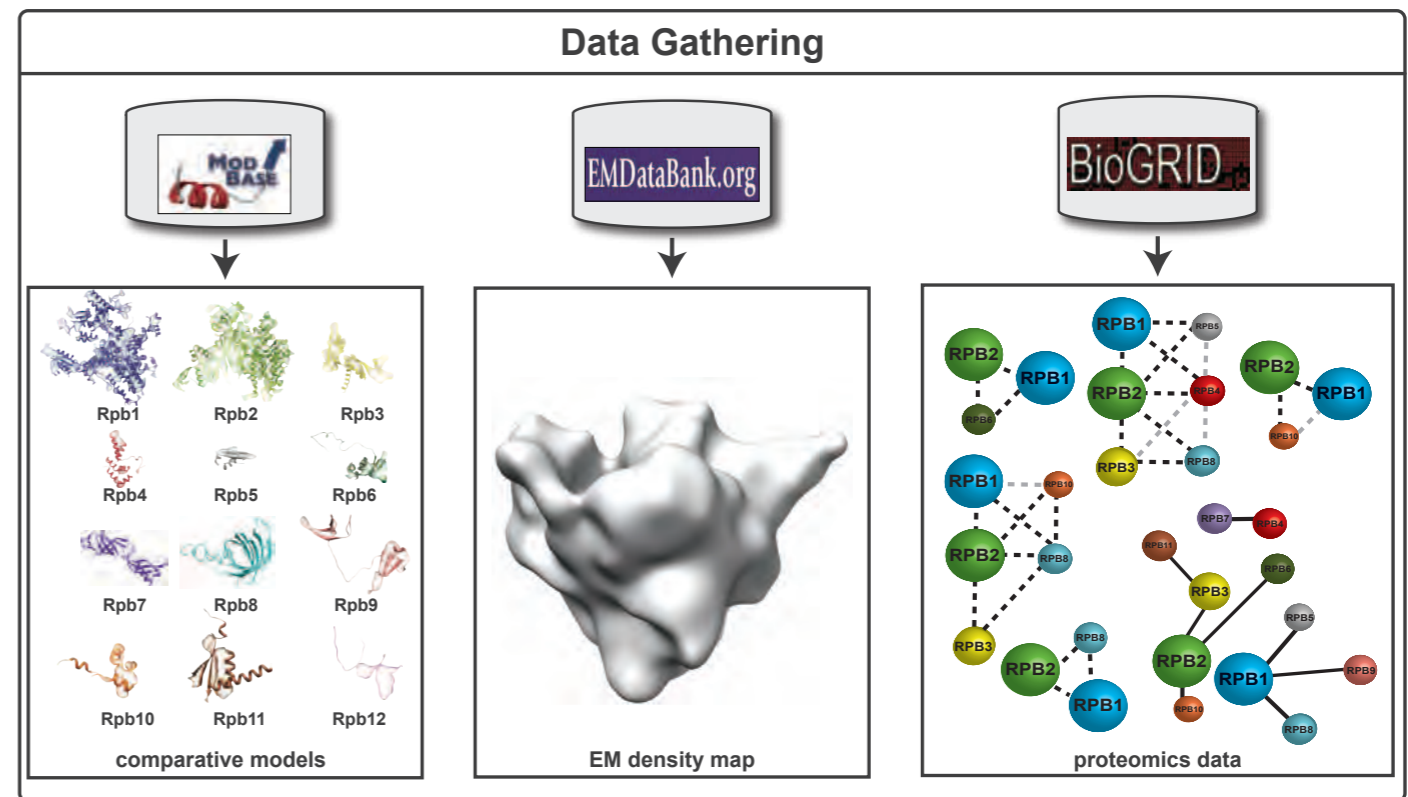 Data Gathering
MOD
BASE
EMDataBank.org
BioGRID
Rpb1 Rpb2 Rpb3
Rpb4 Rpb5 Rpb6
Rpb7 Rpb8 Rpb9
Rpb10 Rpb11 Rpb12
comparative models
EM density map
RPB2
RPB1
RPB6
RPB1
RPB5
RPB2
RPB4
RPB3
RPB8
RPB2
RPB1
RPB10
RPB1
RPB10
RPB2
RPB8
RPB3
RPB7
RPB4
RPB11
RPB6
RPB3
RPB5
RPB2
RPB1
RPB9
RPB10
RPB8
RPB8
RPB2
RPB1
proteomics data